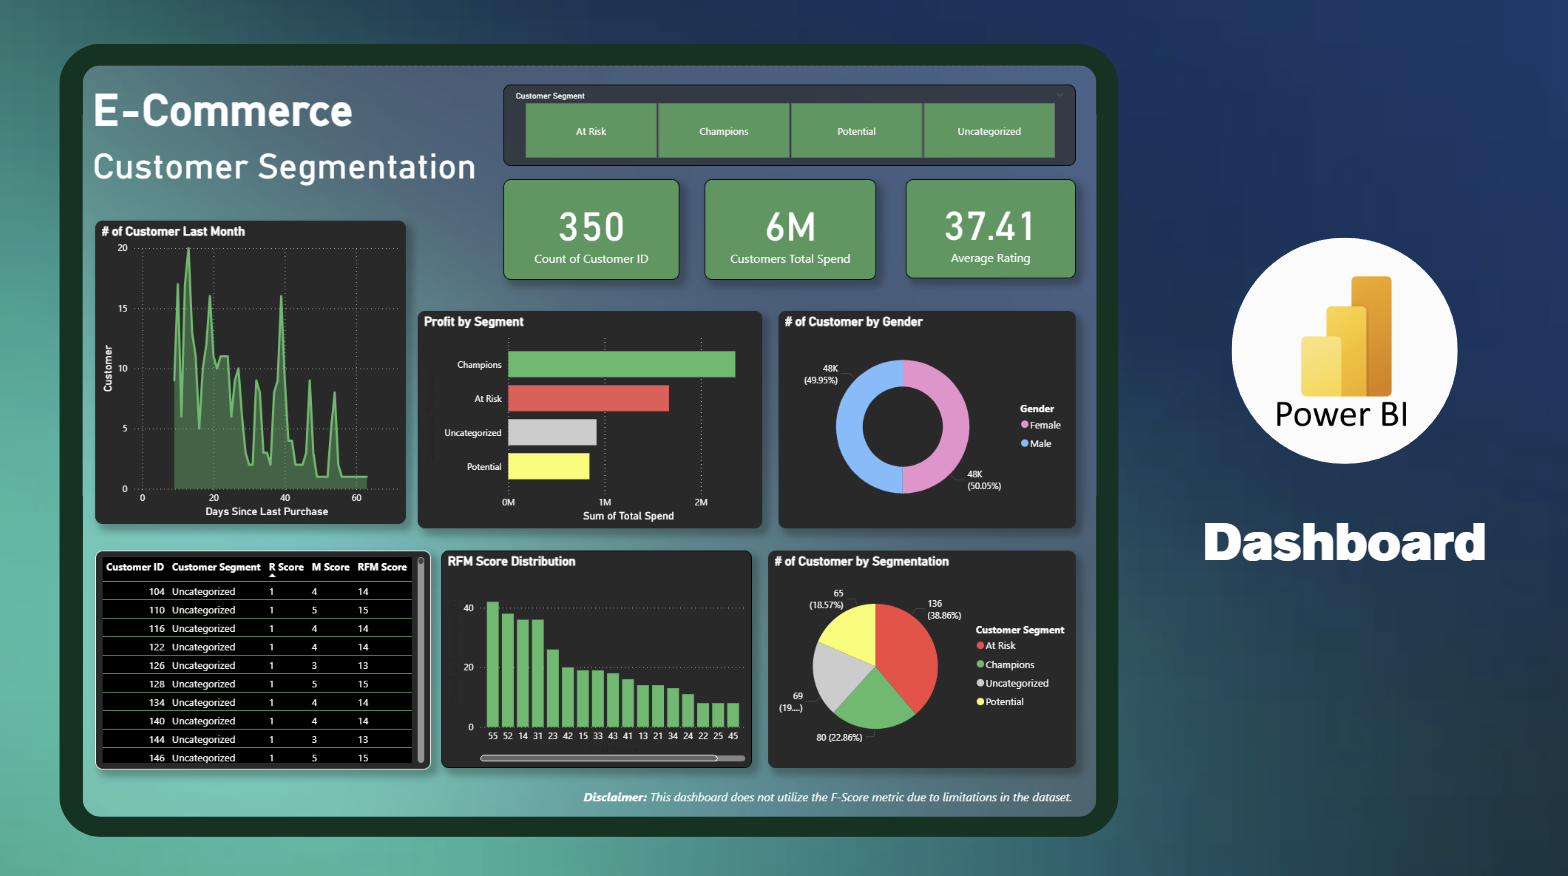 E-Commerce
Customer Segmentation
Customer Segment
At Risk
Champions
Potential
Uncategorized
350
Count of Customer ID
6M
Customers Total Spend
37.41
Average Rating
# of Customer Last Month
Customer
20
15
10
5
0
0 20 40 60
Days Since Last Purchase
Profit by Segment
Champions
At Risk
Uncategorized
Potential
0M 1M 2M
Sum of Total Spend
# of Customer by Gender
48K
(49.95%)
48K
(50.05%)
Gender
Female
Male
Customer ID Customer Segment R Score M Score RFM Score
104 Uncategorized 1 4 14
110 Uncategorized 1 5 15
116 Uncategorized 1 4 14
122 Uncategorized 1 4 14
126 Uncategorized 1 3 13
128 Uncategorized 1 5 15
134 Uncategorized 1 4 14
140 Uncategorized 1 4 14
144 Uncategorized 1 3 13
146 Uncategorized 1 5 15
RFM Score Distribution
40
20
0
55 52 14 31 23 42 15 33 43 41 13 21 34 24 22 25 45
# of Customer by Segmentation
65
(18.57%)
136
(38.86%)
69
(19....)
80 (22.86%)
Customer Segment
At Risk
Champions
Uncategorized
Potential
Disclaimer: This dashboard does not utilize the F-Score metric due to limitations in the dataset.
Power BI
Dashboard